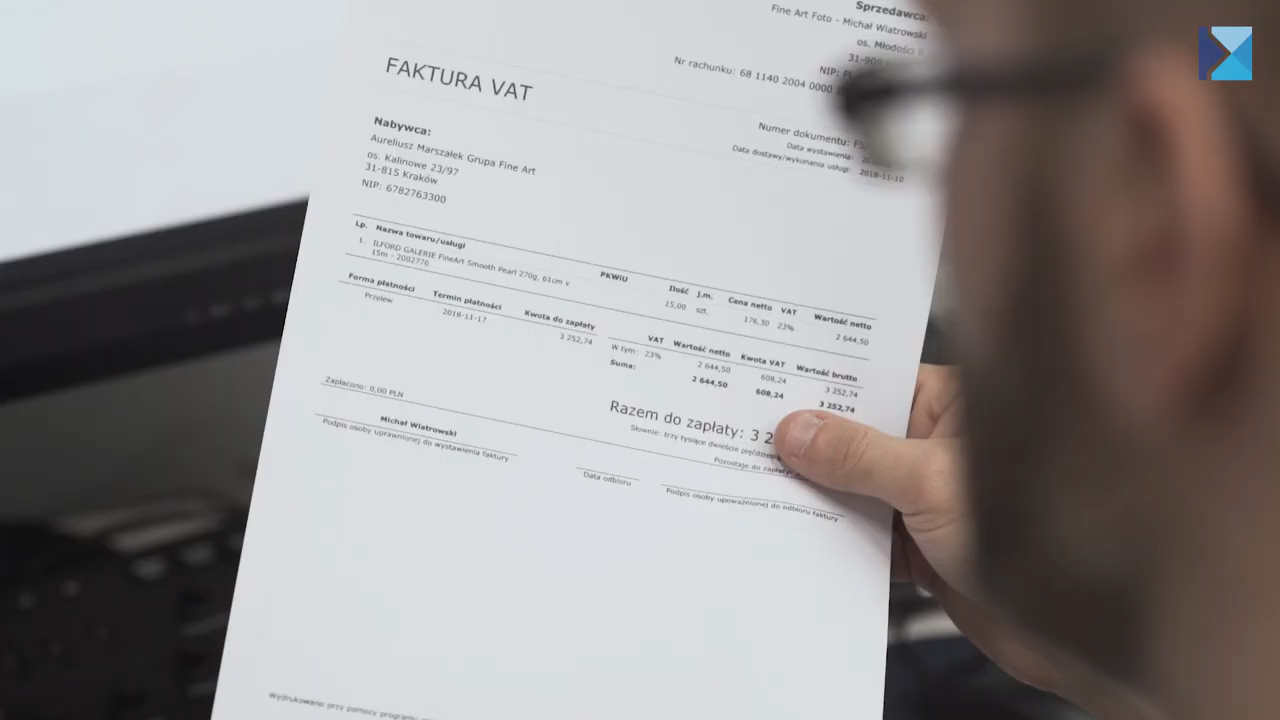 Sprzedawca:
Fine Art Foto - Michał Wiatrowski
os. Młodości 8
NIP:
Nr rachunku: 68 1140 2004 0000
FAKTURA VAT
Numer dokumentu:
Data wystawienia:
Data dostawy/wykonania usługi: 2018-11-10
Nabywca:
Aureliusz Marszałek Grupa Fine Art
os. Kalinowe 23/97
31-815 Kraków
NIP: 6782763300
Lp. Nazwa towaru/usługi PKWiU Ilość j.m. Cena netto VAT Wartość netto
1. ILFORD GALERIE FineArt Smooth Pearl 270g, 61cm x 15,00 szt. 176,30 23% 2 644,50
15m - 2002776
Forma płatności Termin płatności Kwota do zapłaty
Przelew 2018-11-17 3 252,74
VAT Wartość netto Kwota VAT Wartość brutto
W tym: 23% 2 644,50 608,24 3 252,74
Suma: 2 644,50 608,24 3 252,74
Zapłacono: 0,00 PLN
Razem do zapłaty: 3 2
Słownie: trzy tysiące dwieście
Pozostaje do zapłaty:
Michał Wiatrowski
Podpis osoby uprawnionej do wystawienia faktury
Data odbioru
Podpis osoby upoważnionej do odbioru faktury
Wydrukowano przy pomocy programu